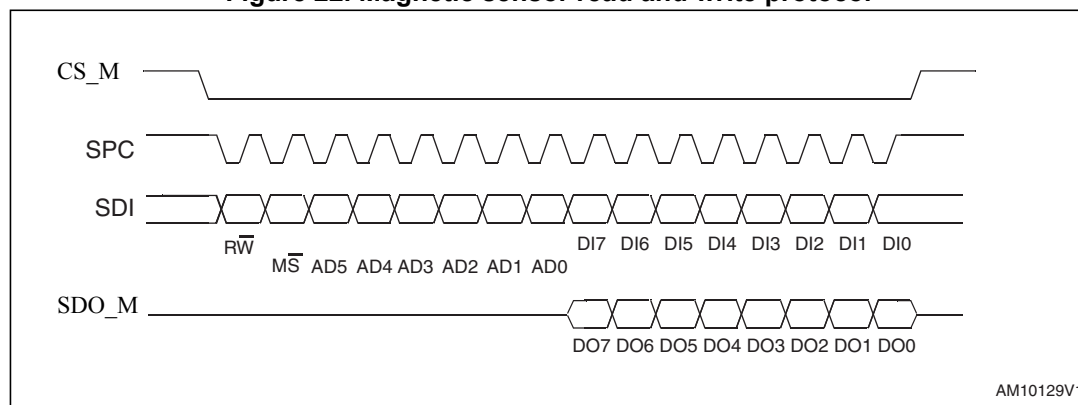 Figure 22. Magnetic sensor read and write protocol
CS_M
SPC
SDI
RW̅
DI7 DI6 DI5 DI4 DI3 DI2 DI1 DI0
MS̅ AD5 AD4 AD3 AD2 AD1 AD0
SDO_M
DO7 DO6 DO5 DO4 DO3 DO2 DO1 DO0
AM10129V1